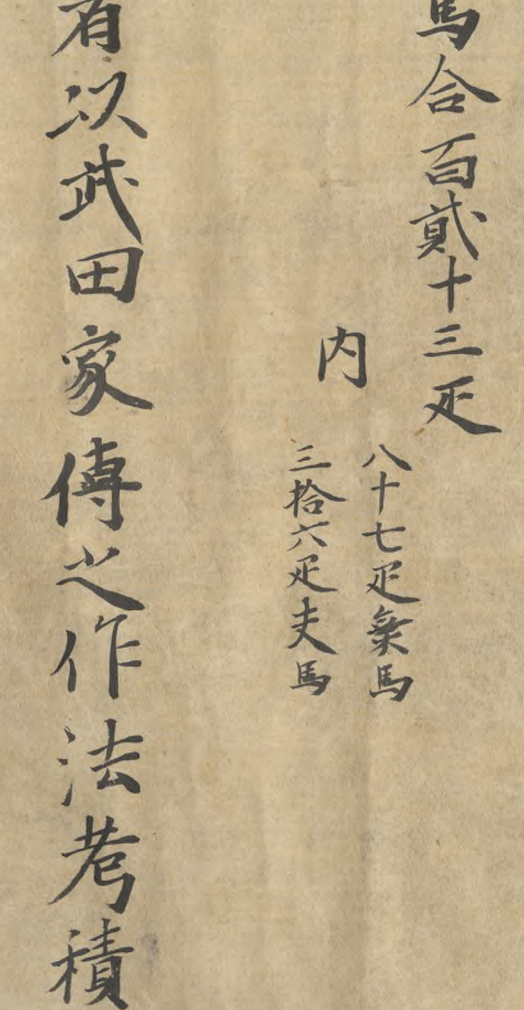 馬合百貳十三疋
内
八十七疋乗馬
三拾六疋夫馬
有以武田家傳之作法考積